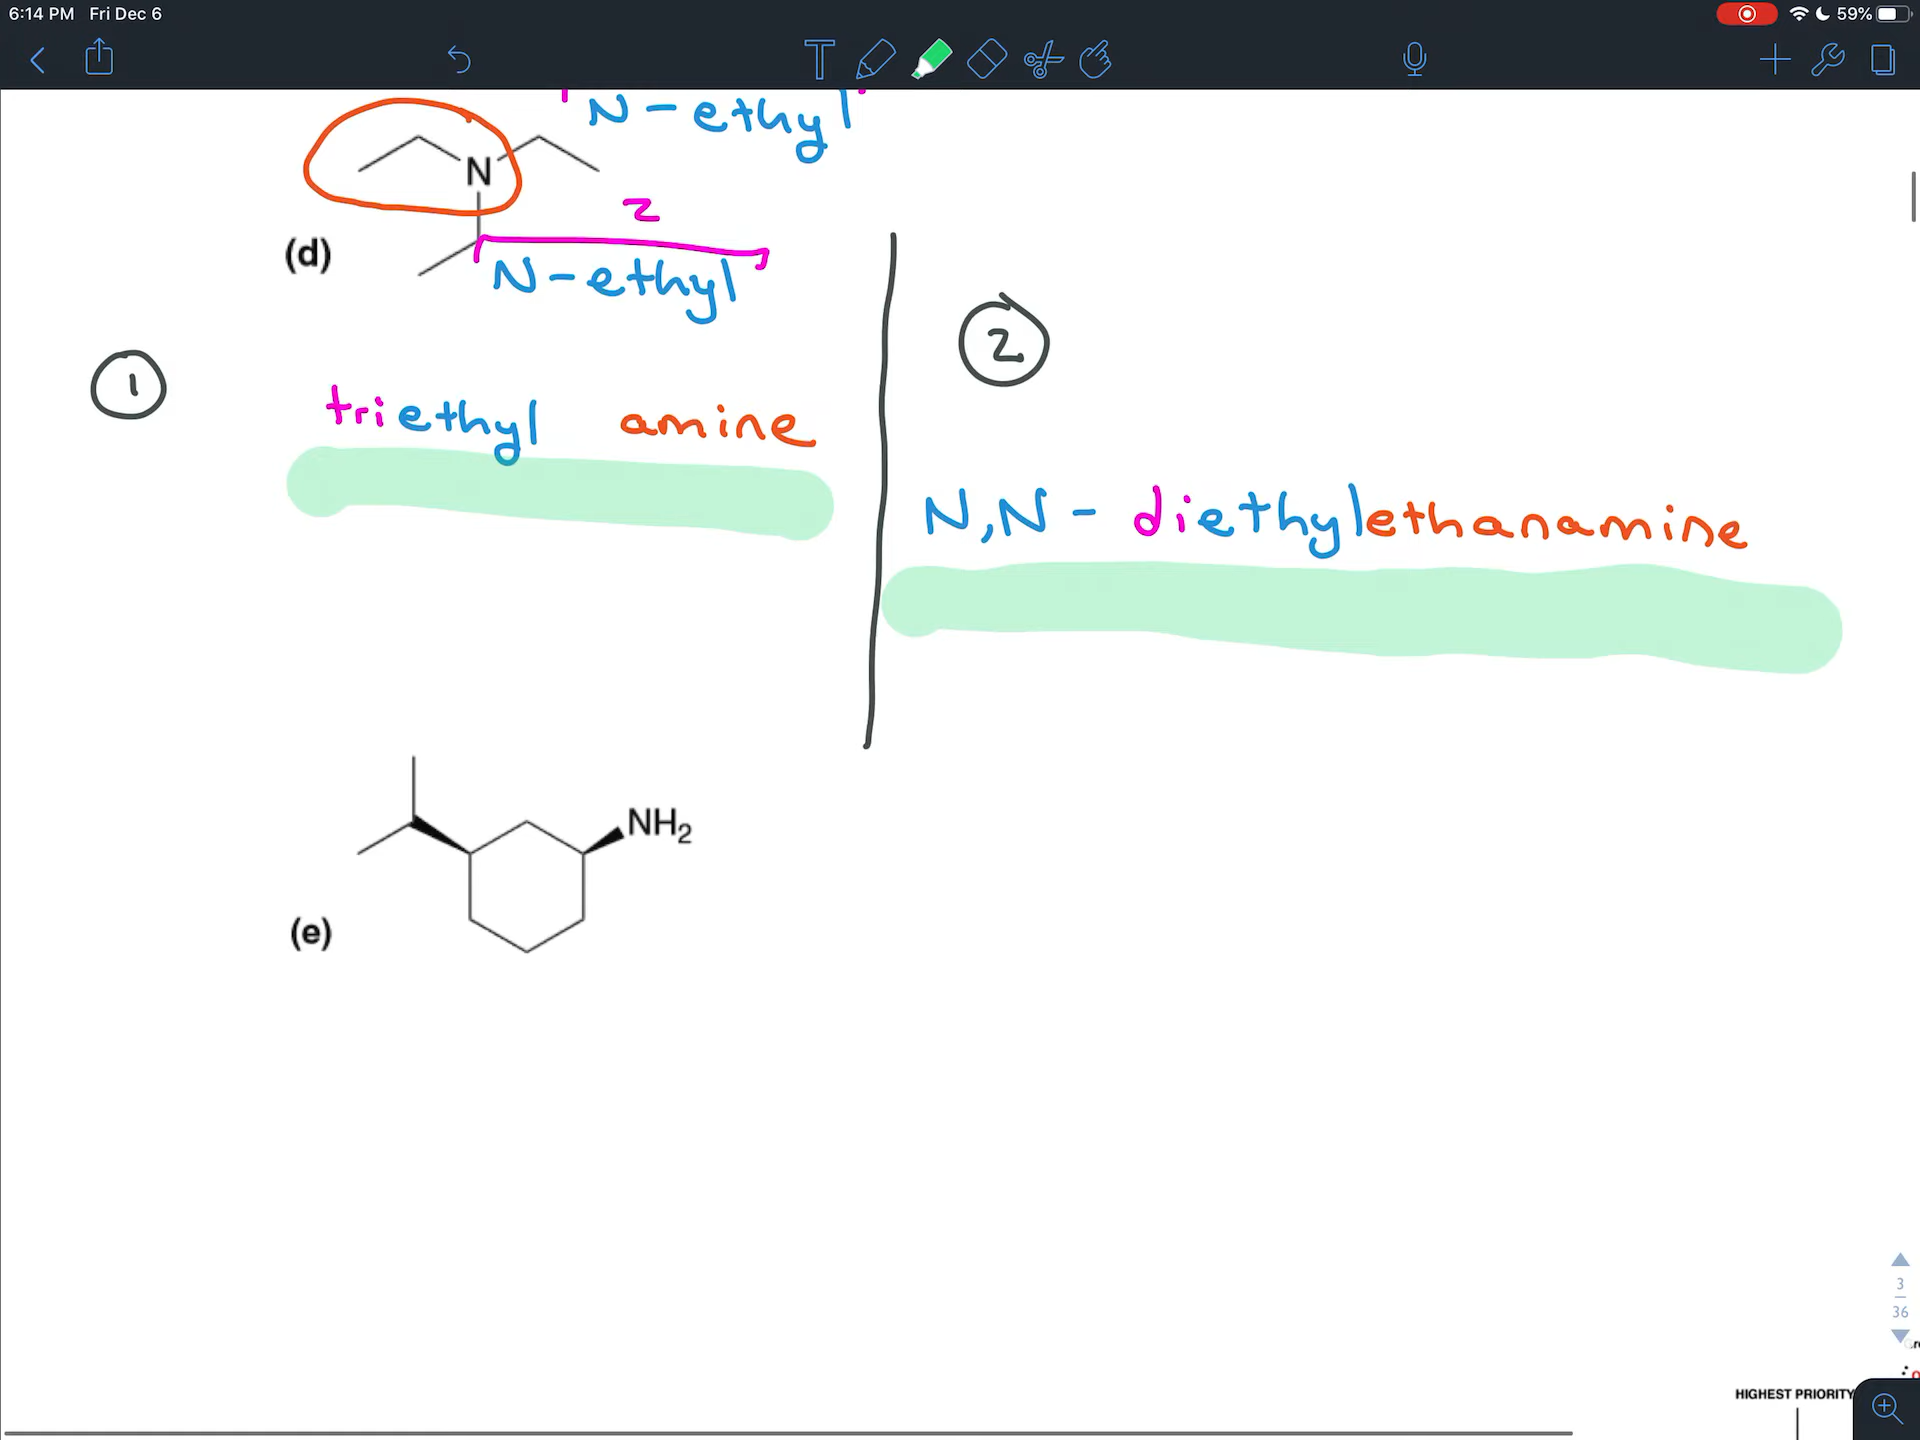 6:14 PM Fri Dec 6
59%
N-ethyl
N
2
(d)
N-ethyl
1
triethyl amine
2
N,N-diethylethanamine
NH2
(e)
3
36
HIGHEST PRIORITY